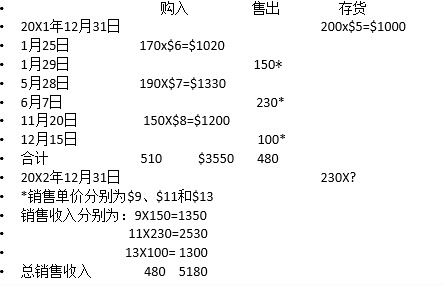 • 购入 售出 存货
• 20X1年12月31日 200x$5=$1000
• 1月25日 170x$6=$1020
• 1月29日 150*
• 5月28日 190X$7=$1330
• 6月7日 230*
• 11月20日 150X$8=$1200
• 12月15日 100*
• 合计 510 $3550 480
• 20X2年12月31日 230X?
• *销售单价分别为$9、$11和$13
• 销售收入分别为：9X150=1350
• 11X230=2530
• 13X100= 1300
• 总销售收入 480 5180